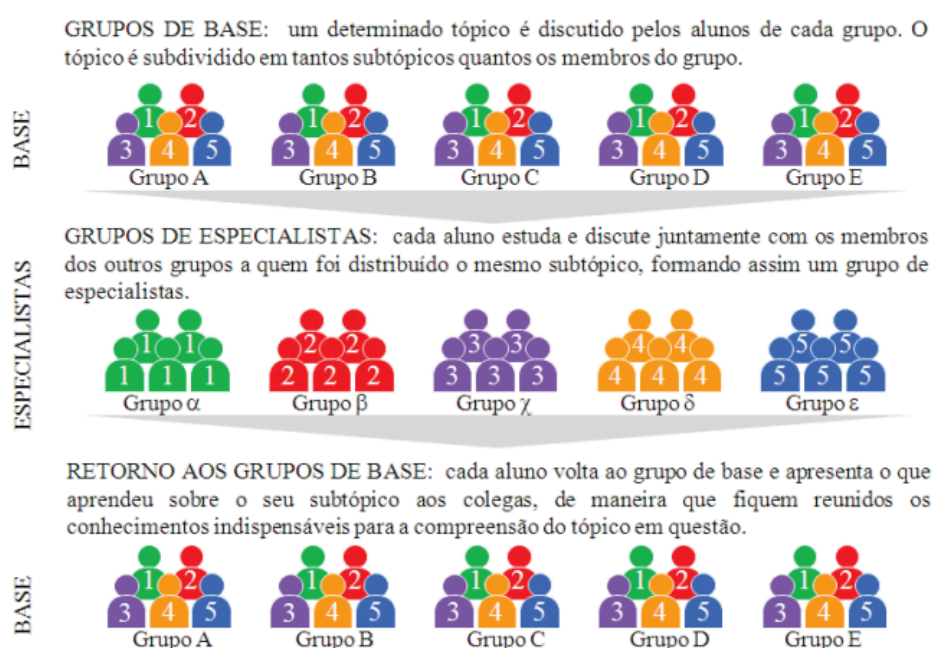 GRUPOS DE BASE: um determinado tópico é discutido pelos alunos de cada grupo. O
tópico é subdividido em tantos subtópicos quantos os membros do grupo.
BASE
1 2 1 2 1 2 1 2 1 2
3 4 5 3 4 5 3 4 5 3 4 5 3 4 5
Grupo A Grupo B Grupo C Grupo D Grupo E
GRUPOS DE ESPECIALISTAS: cada aluno estuda e discute juntamente com os membros
dos outros grupos a quem foi distribuído o mesmo subtópico, formando assim um grupo de
especialistas.
ESPECIALISTAS
1 1 2 2 3 3 4 4 5 5
1 1 1 2 2 2 3 3 3 4 4 4 5 5 5
Grupo α Grupo β Grupo χ Grupo δ Grupo ε
RETORNO AOS GRUPOS DE BASE: cada aluno volta ao grupo de base e apresenta o que
aprendeu sobre o seu subtópico aos colegas, de maneira que fiquem reunidos os
conhecimentos indispensáveis para a compreensão do tópico em questão.
BASE
1 2 1 2 1 2 1 2 1 2
3 4 5 3 4 5 3 4 5 3 4 5 3 4 5
Grupo A Grupo B Grupo C Grupo D Grupo E